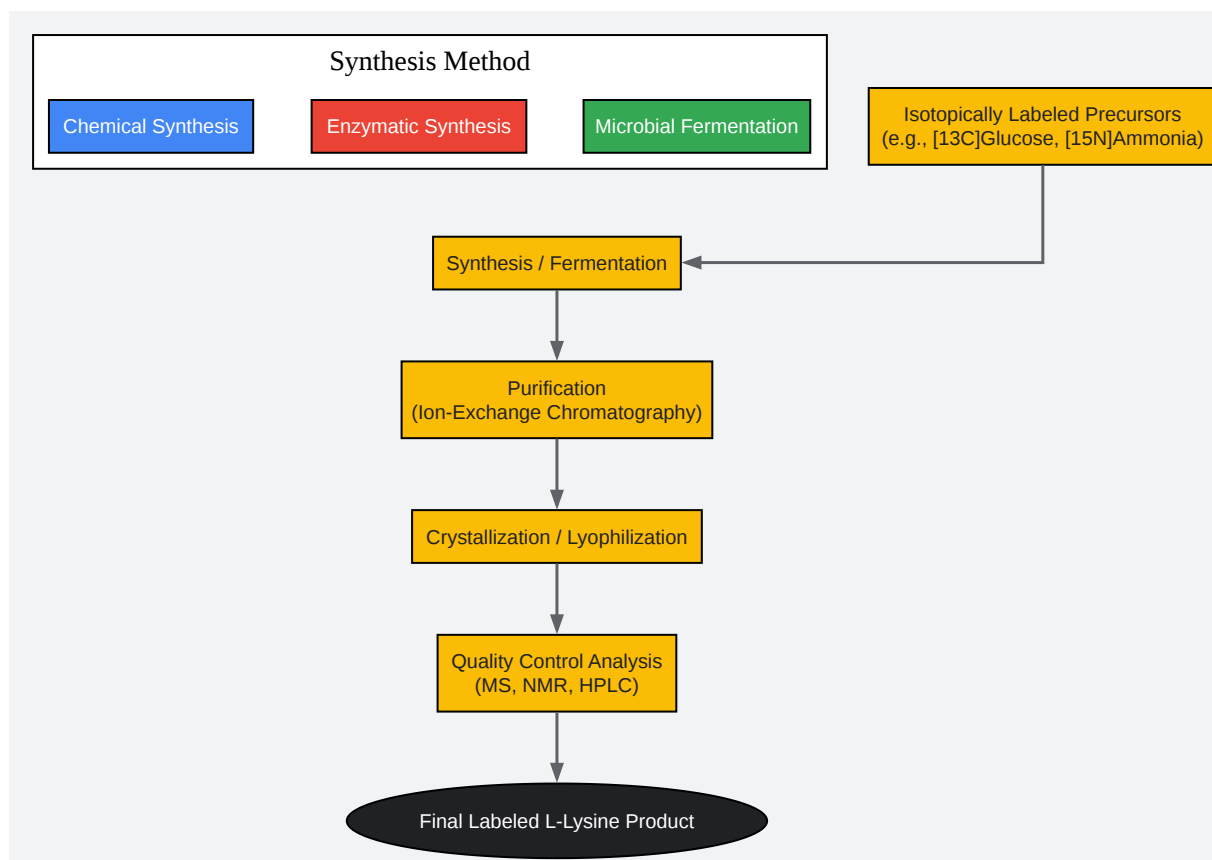 Synthesis Method
Chemical Synthesis
Enzymatic Synthesis
Microbial Fermentation
Isotopically Labeled Precursors
(e.g., [13C]Glucose, [15N]Ammonia)
Synthesis / Fermentation
Purification
(Ion-Exchange Chromatography)
Crystallization / Lyophilization
Quality Control Analysis
(MS, NMR, HPLC)
Final Labeled L-Lysine Product